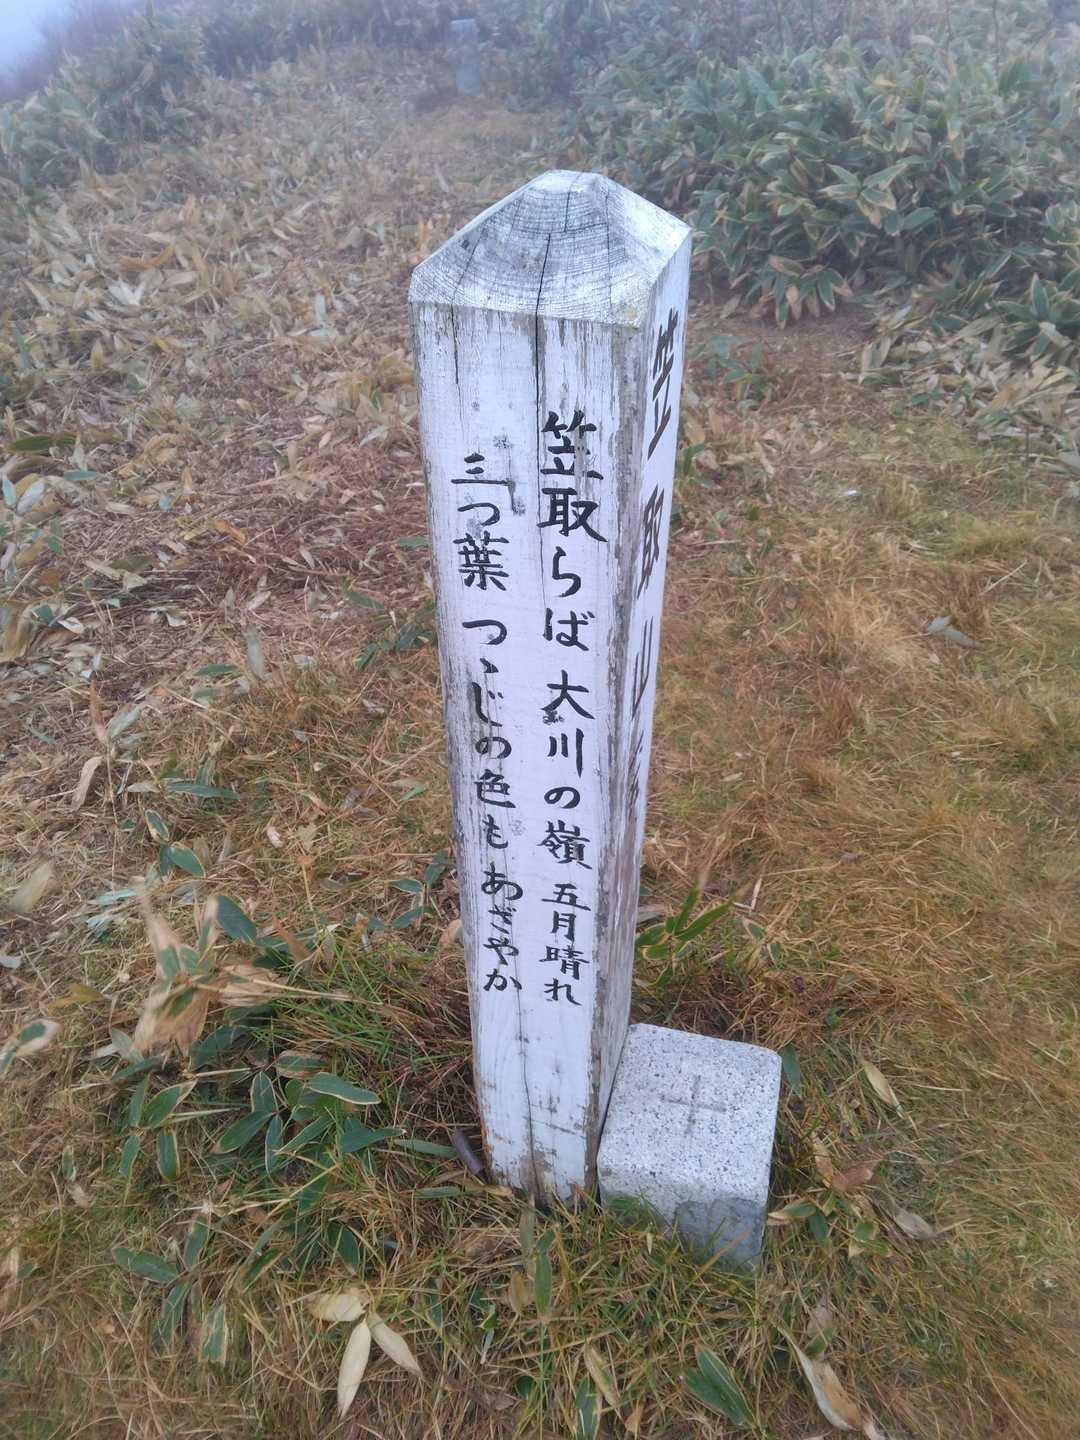 笠取山
笠取らば 大川の嶺 五月晴れ
三つ葉 つゝじの色も あざやか